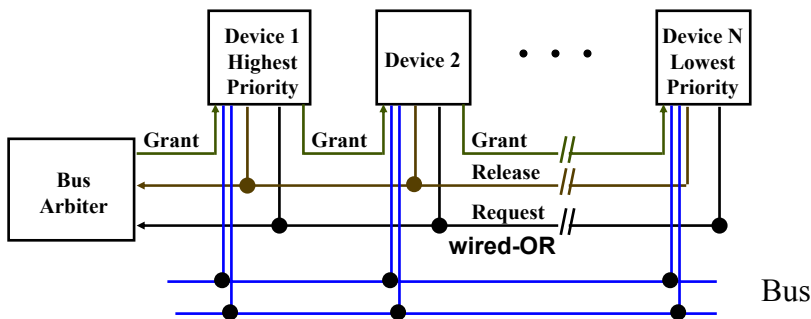 Device 1
Highest
Priority
Device 2
Device N
Lowest
Priority
Grant
Grant
Grant
Bus
Arbiter
Release
Request
wired-OR
Bus